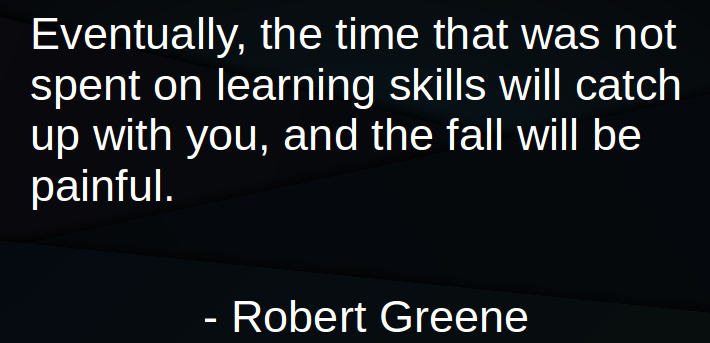 Eventually, the time that was not
spent on learning skills will catch
up with you, and the fall will be
painful.
- Robert Greene